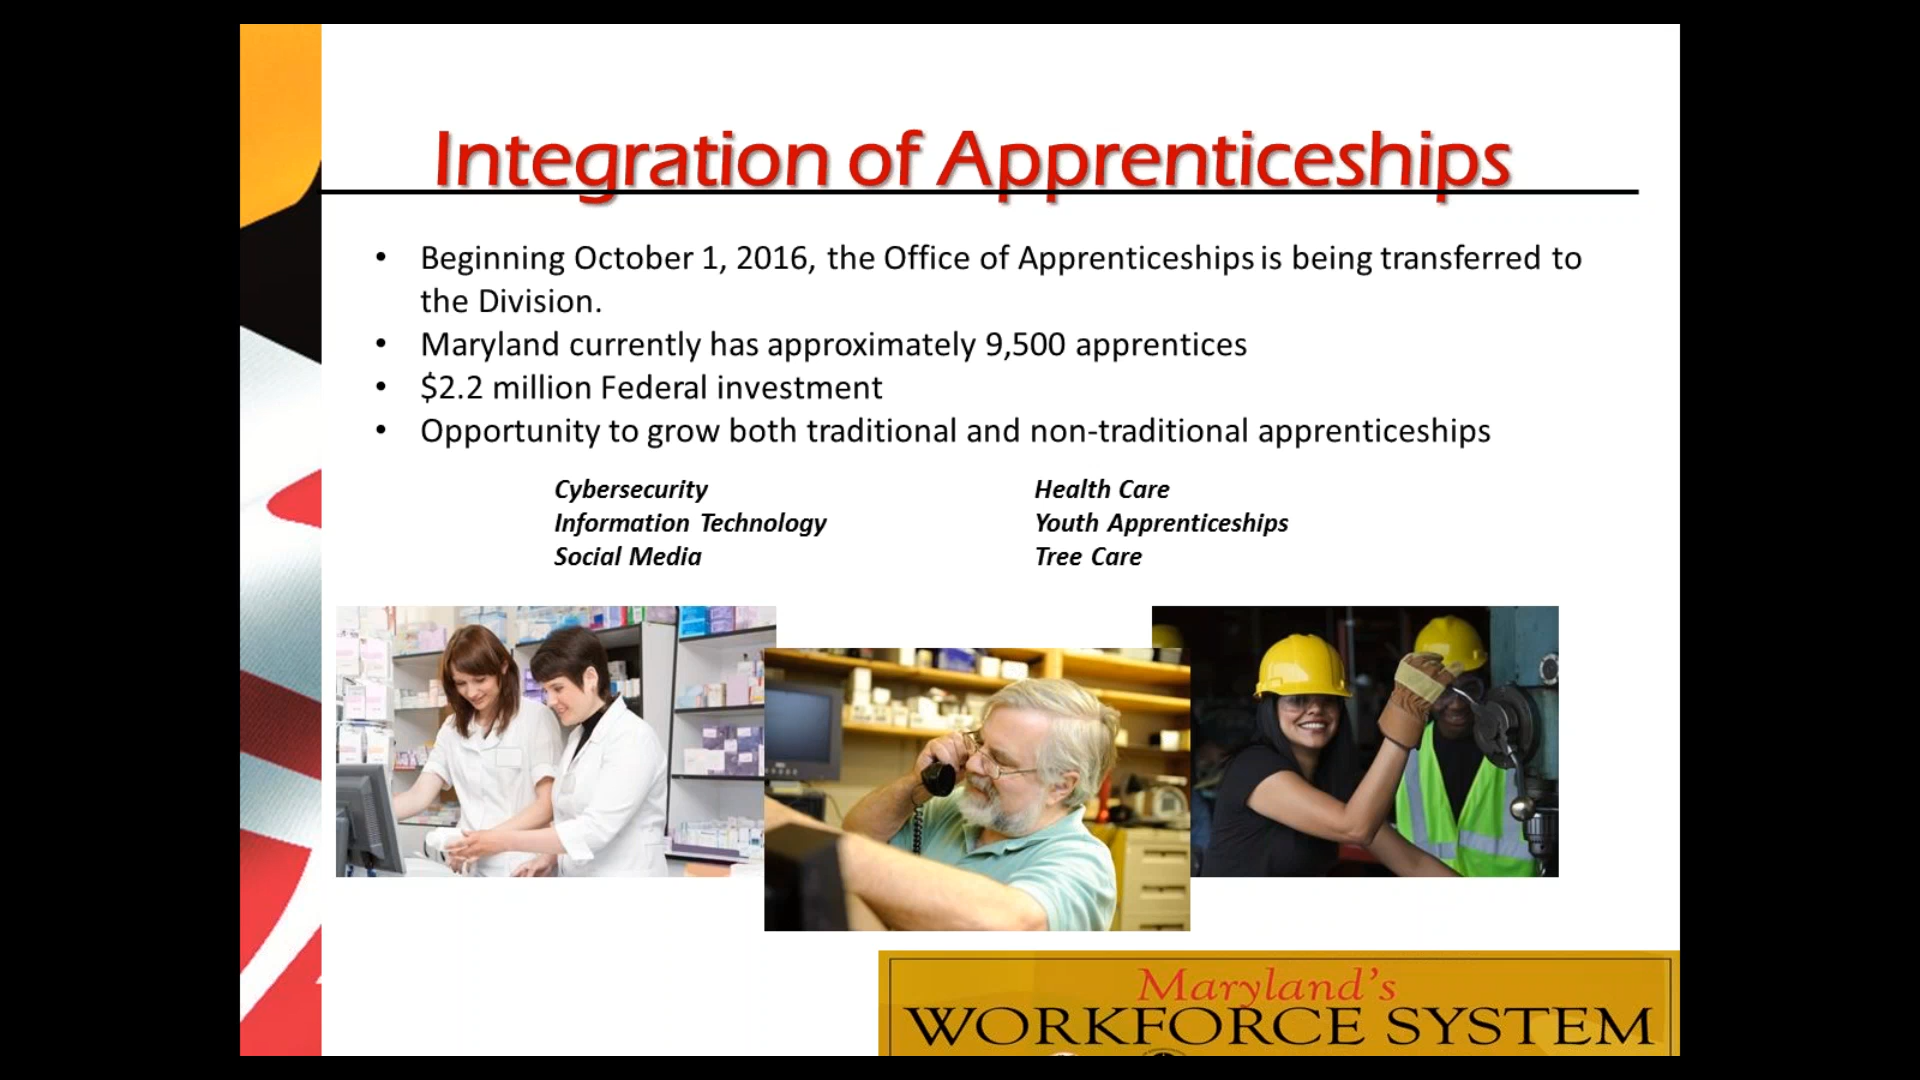 Integration of Apprenticeships
• Beginning October 1, 2016, the Office of Apprenticeships is being transferred to
the Division.
• Maryland currently has approximately 9,500 apprentices
• $2.2 million Federal investment
• Opportunity to grow both traditional and non-traditional apprenticeships
Cybersecurity
Information Technology
Social Media
Health Care
Youth Apprenticeships
Tree Care
Maryland's
WORKFORCE SYSTEM